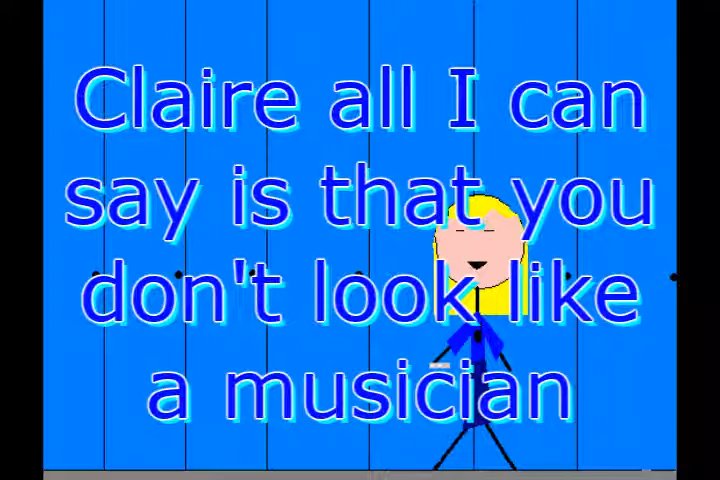 Claire all I can
say is that you
don't look like
a musician